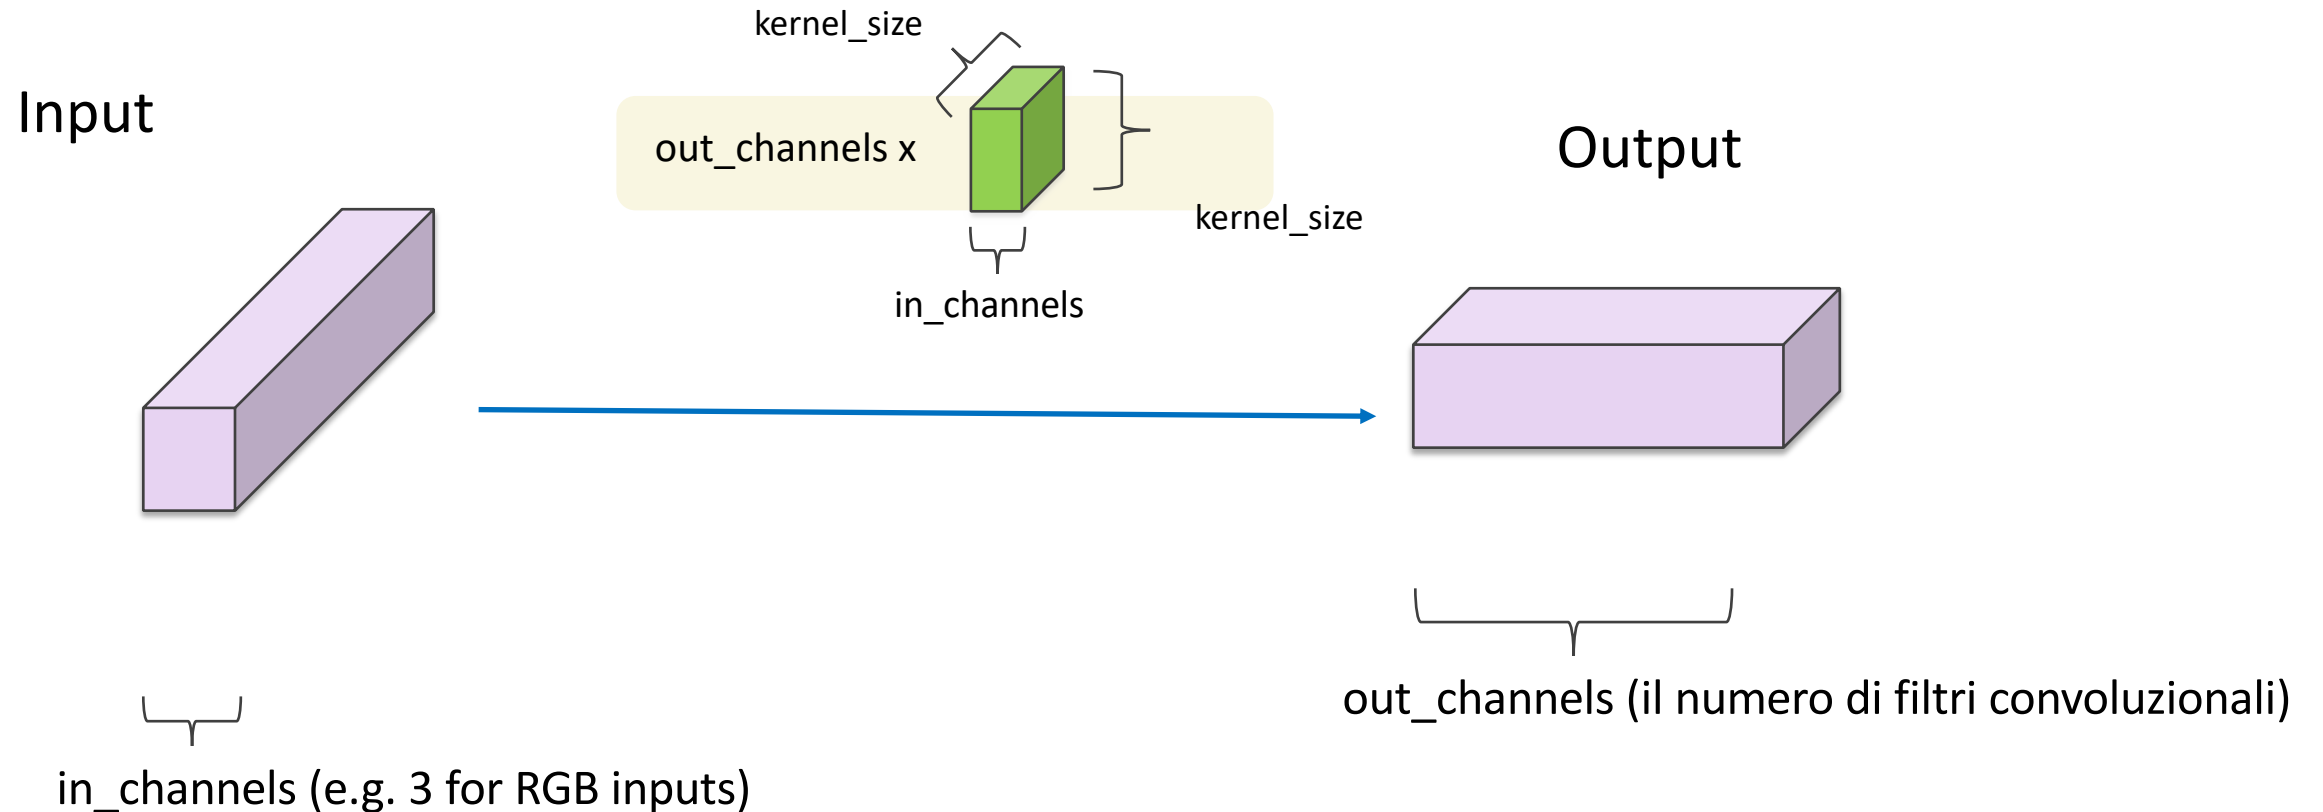 kernel_size
Input
out_channels x
Output
kernel_size
in_channels
out_channels (il numero di filtri convoluzionali)
in_channels (e.g. 3 for RGB inputs)